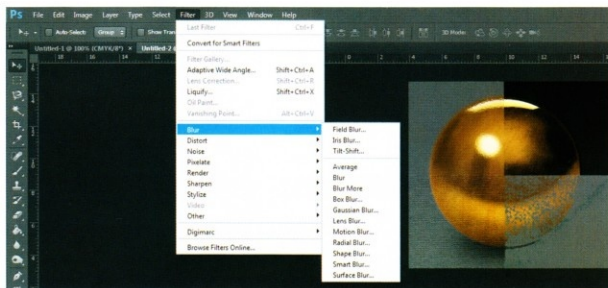 Ps File Edit Image Layer Type Select Filter 3D View Window Help
Auto-Select: Group Show Tran 3D Mode:
Untitled-1 @ 100% (CMYK/8*) × Untitled-2
Last Filter Ctrl+F
Convert for Smart Filters
Filter Gallery...
Adaptive Wide Angle... Shift+Ctrl+A
Lens Correction... Shift+Ctrl+R
Liquify... Shift+Ctrl+X
Oil Paint...
Vanishing Point... Alt+Ctrl+V
Blur
Distort
Noise
Pixelate
Render
Sharpen
Stylize
Video
Other
Digimarc
Browse Filters Online...
Field Blur...
Iris Blur...
Tilt-Shift...
Average
Blur
Blur More
Box Blur...
Gaussian Blur...
Lens Blur...
Motion Blur...
Radial Blur...
Shape Blur...
Smart Blur...
Surface Blur...